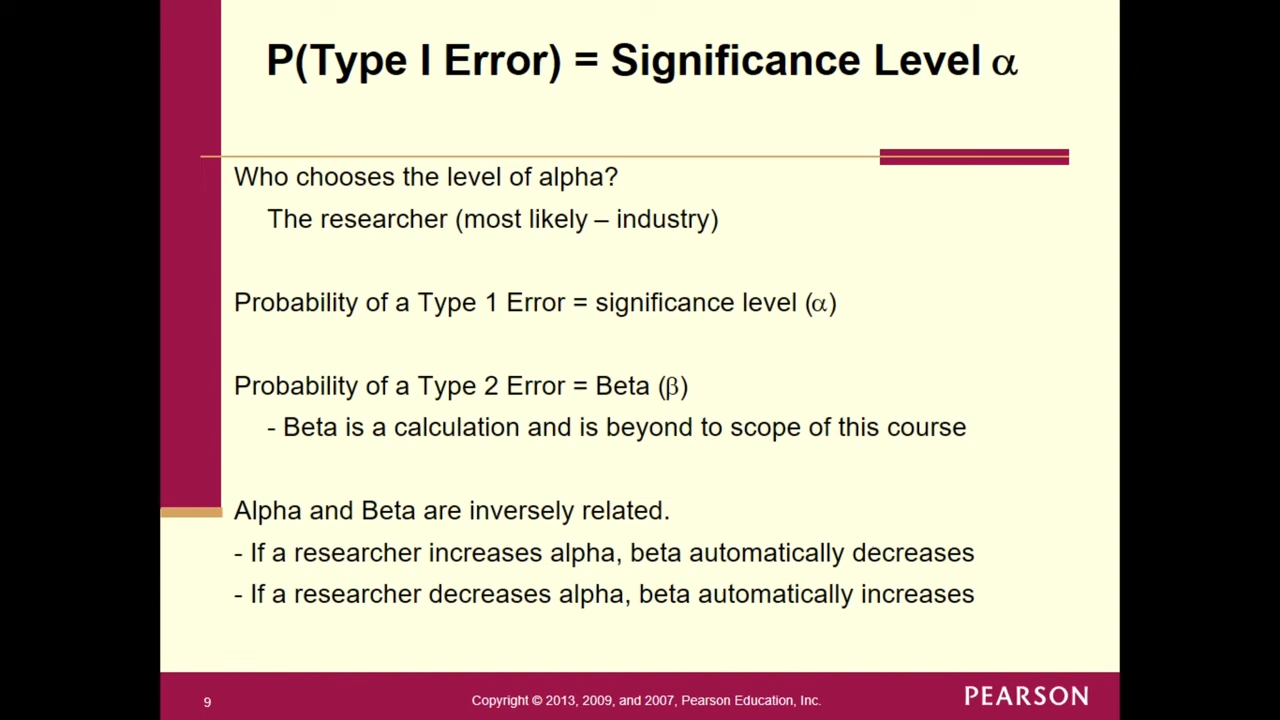 P(Type I Error) = Significance Level α
Who chooses the level of alpha?
The researcher (most likely – industry)
Probability of a Type 1 Error = significance level (α)
Probability of a Type 2 Error = Beta (β)
- Beta is a calculation and is beyond to scope of this course
Alpha and Beta are inversely related.
- If a researcher increases alpha, beta automatically decreases
- If a researcher decreases alpha, beta automatically increases
9
Copyright © 2013, 2009, and 2007, Pearson Education, Inc.
PEARSON